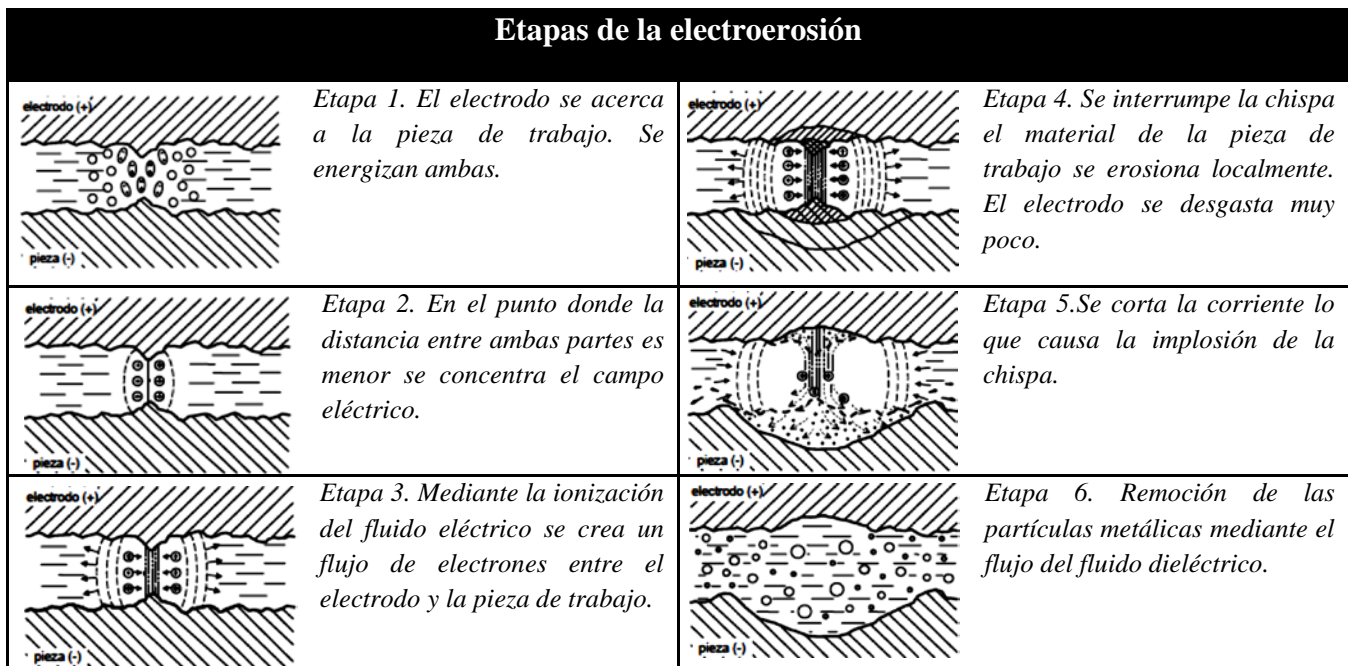 Etapas de la electroerosión
electrodo (+)
pieza (-)
Etapa 1. El electrodo se acerca
a la pieza de trabajo. Se
energizan ambas.
electrodo (+)
pieza (-)
Etapa 4. Se interrumpe la chispa
el material de la pieza de
trabajo se erosiona localmente.
El electrodo se desgasta muy
poco.
electrodo (+)
pieza (-)
Etapa 2. En el punto donde la
distancia entre ambas partes es
menor se concentra el campo
eléctrico.
electrodo (+)
pieza (-)
Etapa 5.Se corta la corriente lo
que causa la implosión de la
chispa.
electrodo (+)
pieza (-)
Etapa 3. Mediante la ionización
del fluido eléctrico se crea un
flujo de electrones entre el
electrodo y la pieza de trabajo.
electrodo (+)
pieza (-)
Etapa 6. Remoción de las
partículas metálicas mediante el
flujo del fluido dieléctrico.